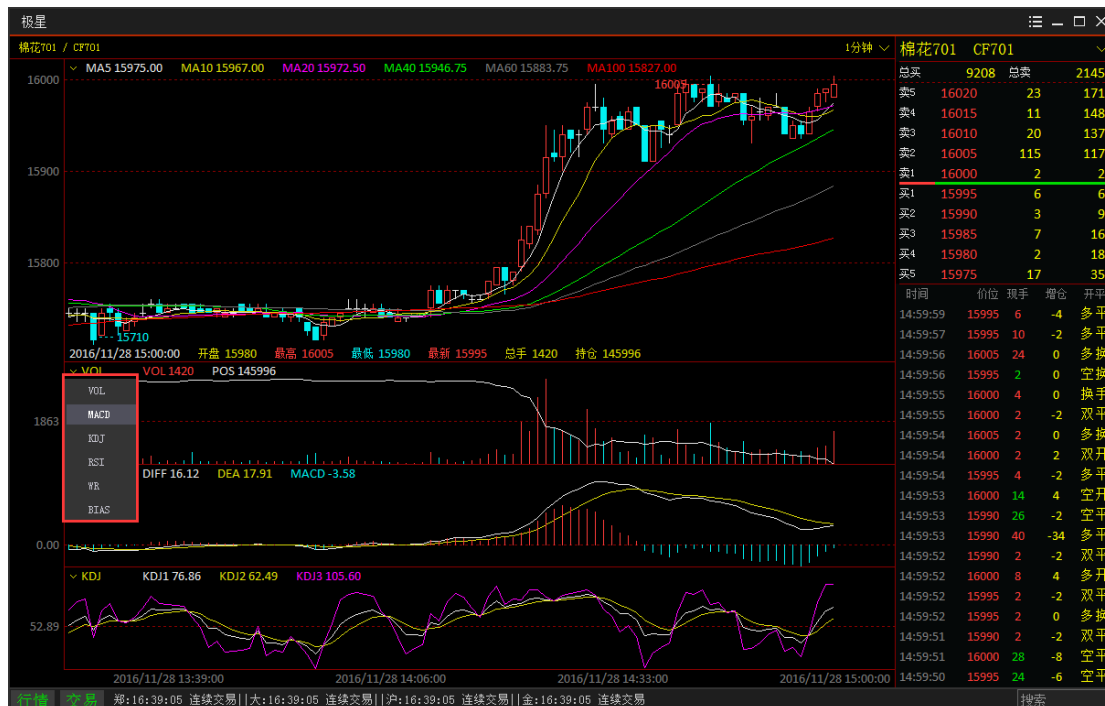 极星
棉花701 / CF701 1分钟
MA5 15975.00 MA10 15967.00 MA20 15972.50 MA40 15946.75 MA60 15883.75 MA100 15827.00
16000
16005
15900
15800
15710
2016/11/28 15:00:00 开盘 15980 最高 16005 最低 15980 最新 15995 总手 1420 持仓 145996
VOL VOL 1420 POS 145996
1863
VOL
MACD
KDJ
RSI
WR
BIAS
DIFF 16.12 DEA 17.91 MACD -3.58
0.00
KDJ KDJ1 76.86 KDJ2 62.49 KDJ3 105.60
52.89
2016/11/28 13:39:00 2016/11/28 14:06:00 2016/11/28 14:33:00 2016/11/28 15:00:00
棉花701 CF701
总买 9208 总卖 2145
卖5 16020 23 171
卖4 16015 11 148
卖3 16010 20 137
卖2 16005 115 117
卖1 16000 2 2
买1 15995 6 6
买2 15990 3 9
买3 15985 7 16
买4 15980 2 18
买5 15975 17 35
时间 价位 现手 增仓 开平
14:59:59 15995 6 -4 多平
14:59:57 15995 10 -2 多平
14:59:56 16005 24 0 多换
14:59:56 15995 2 0 空换
14:59:55 16000 4 0 换手
14:59:55 16000 2 -2 双平
14:59:54 16005 2 0 多换
14:59:54 16000 2 2 双开
14:59:54 15995 4 -2 多平
14:59:53 16000 14 4 空开
14:59:53 15990 26 -2 空平
14:59:53 15990 40 -34 多平
14:59:52 15990 2 -2 双平
14:59:52 16000 8 4 多开
14:59:52 15995 2 -2 双平
14:59:52 15995 2 0 多换
14:59:51 15990 2 -2 双平
14:59:51 16000 28 -8 空平
14:59:50 15995 24 -6 空平
行情 交易 郑:16:39:05 连续交易||大:16:39:05 连续交易||沪:16:39:05 连续交易||金:16:39:05 连续交易 搜索